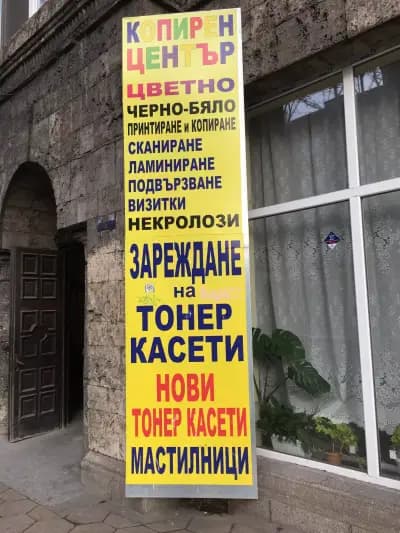 КОПИРЕН
ЦЕНТЪР
ЦВЕТНО
ЧЕРНО-БЯЛО
ПРИНТИРАНЕ и КОПИРАНЕ
СКАНИРАНЕ
ЛАМИНИРАНЕ
ПОДВЪРЗВАНЕ
ВИЗИТКИ
НЕКРОЛОЗИ
ЗАРЕЖДАНЕ
на
ТОНЕР
КАСЕТИ
НОВИ
ТОНЕР КАСЕТИ
МАСТИЛНИЦИ